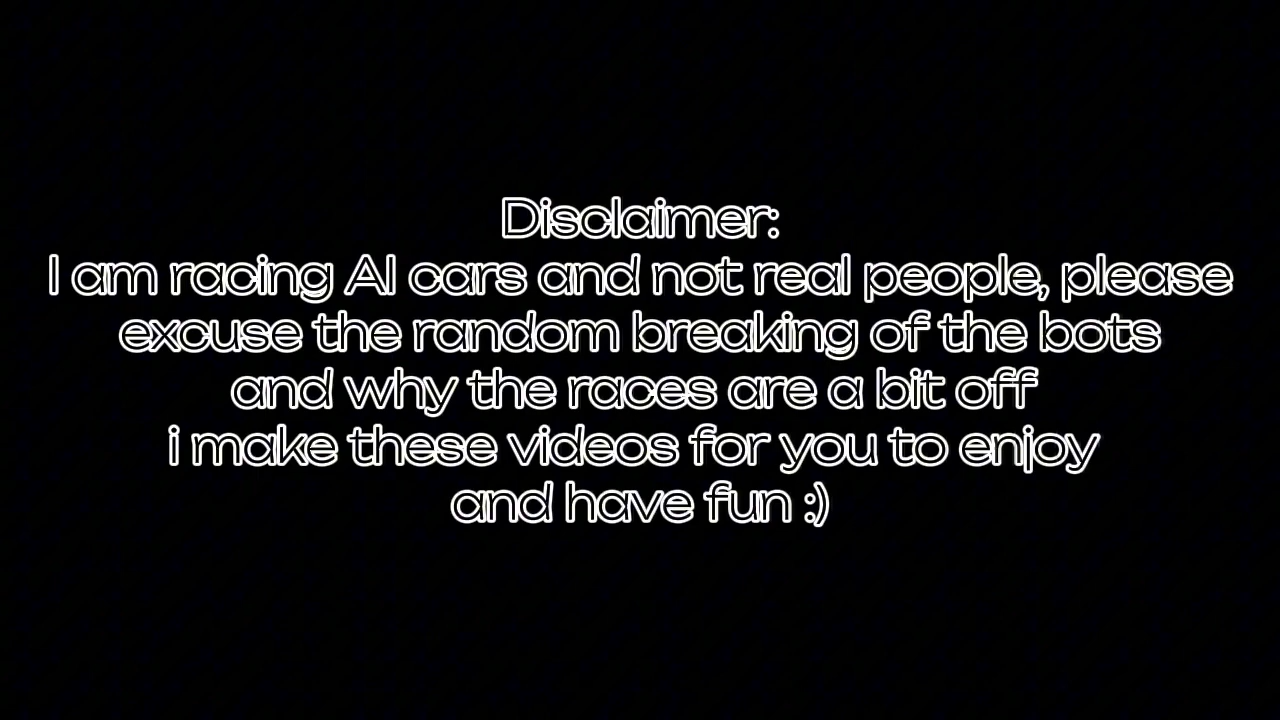 Disclaimer:
I am racing AI cars and not real people, please
excuse the random breaking of the bots
and why the races are a bit off
i make these videos for you to enjoy
and have fun :)